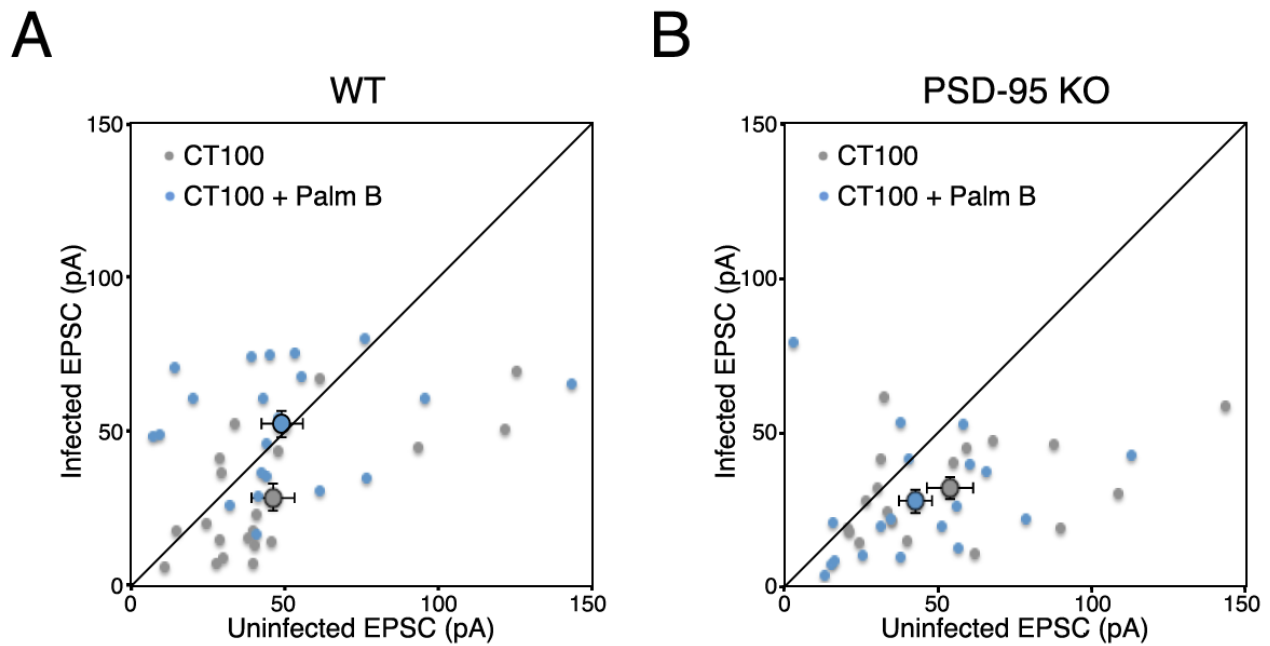 A
WT
150
100
50
0
CT100
CT100 + Palm B
Infected EPSC (pA)
0 50 100 150
Uninfected EPSC (pA)
B
PSD-95 KO
150
100
50
0
CT100
CT100 + Palm B
Infected EPSC (pA)
0 50 100 150
Uninfected EPSC (pA)